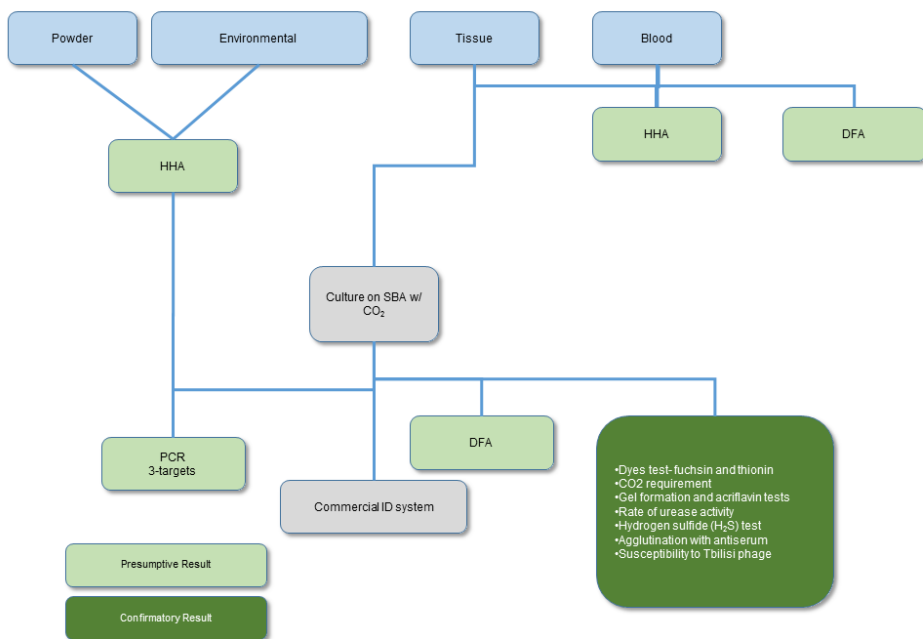 Powder
Environmental
Tissue
Blood
HHA
HHA
DFA
Culture on SBA w/
CO₂
PCR
3-targets
DFA
Commercial ID system
•Dyes test- fuchsin and thionin
•CO2 requirement
•Gel formation and acriflavin tests
•Rate of urease activity
•Hydrogen sulfide (H₂S) test
•Agglutination with antiserum
•Susceptibility to Tbilisi phage
Presumptive Result
Confirmatory Result